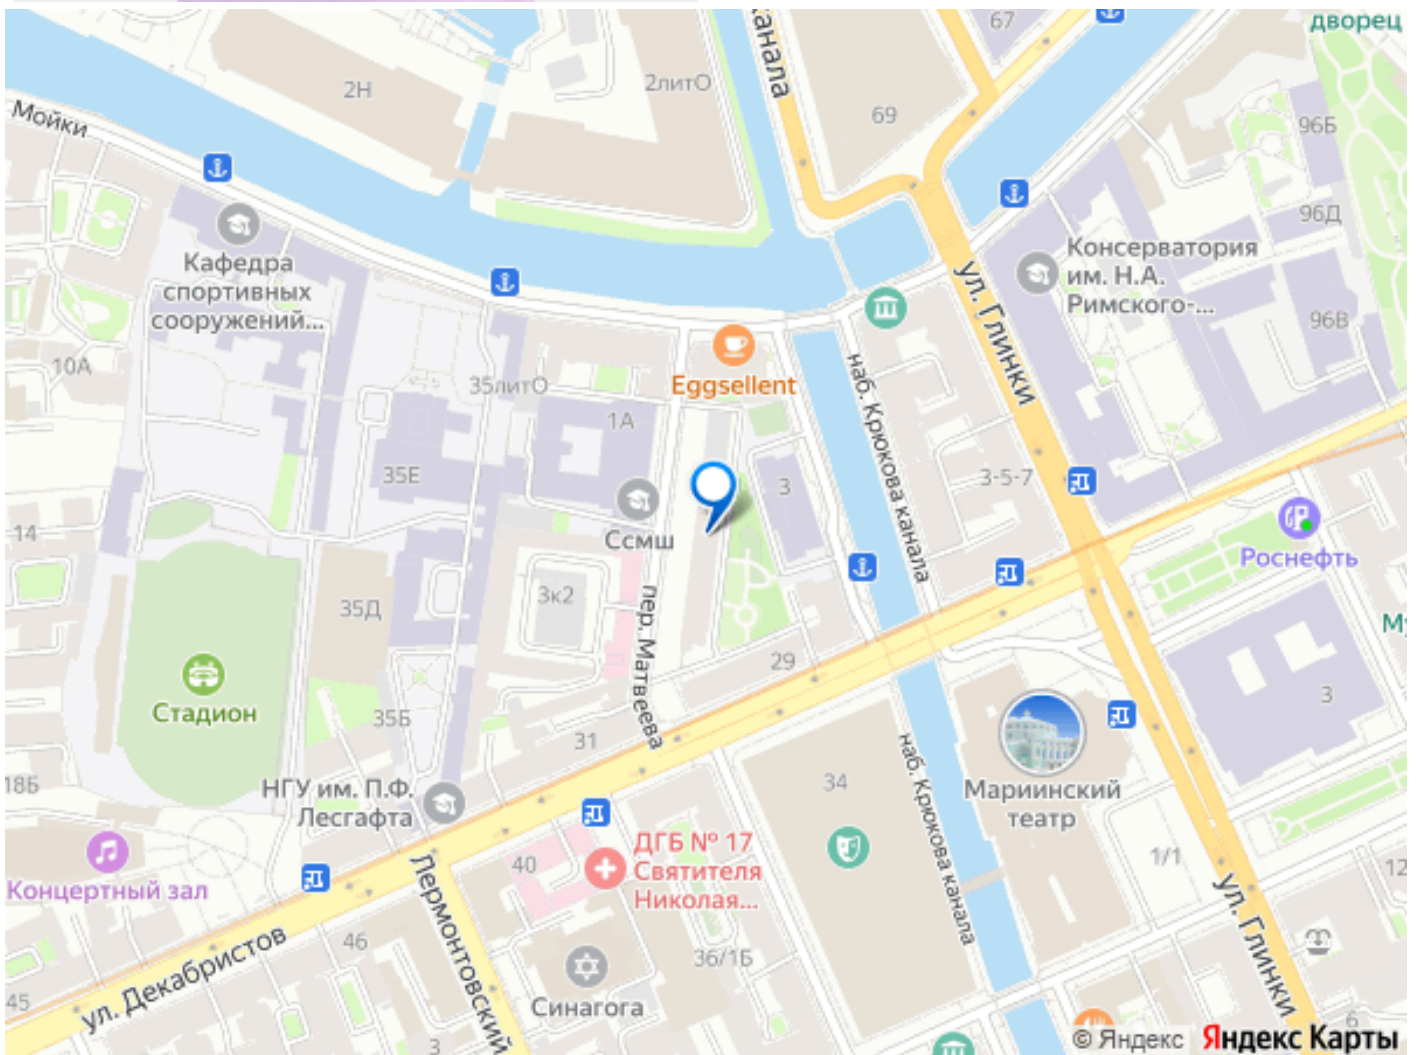 67
дворец
канала
2Н
2литО
69
Мойки
96Б
96Д
Кафедра
спортивных
сооружений...
Консерватория
им. Н.А.
Римского-...
ул. Глинки
96В
10А
35литО
Eggsellent
наб. Крюкова канала
1А
35Е
3
3-5-7
14
Ссмш
Роснефть
3к2
35Д
пер. Матвеева
29
Стадион
35Б
31
3
18Б
НГУ им. П.Ф.
Лесгафта
34
наб. Крюкова канала
Мариинский
театр
ДГБ № 17
Святителя
Николая...
40
1/1
12
Концертный зал
Лермонтовский
ул. Глинки
46
36/1Б
ул. Декабристов
45
Синагога
3
6
© Яндекс Яндекс Карты